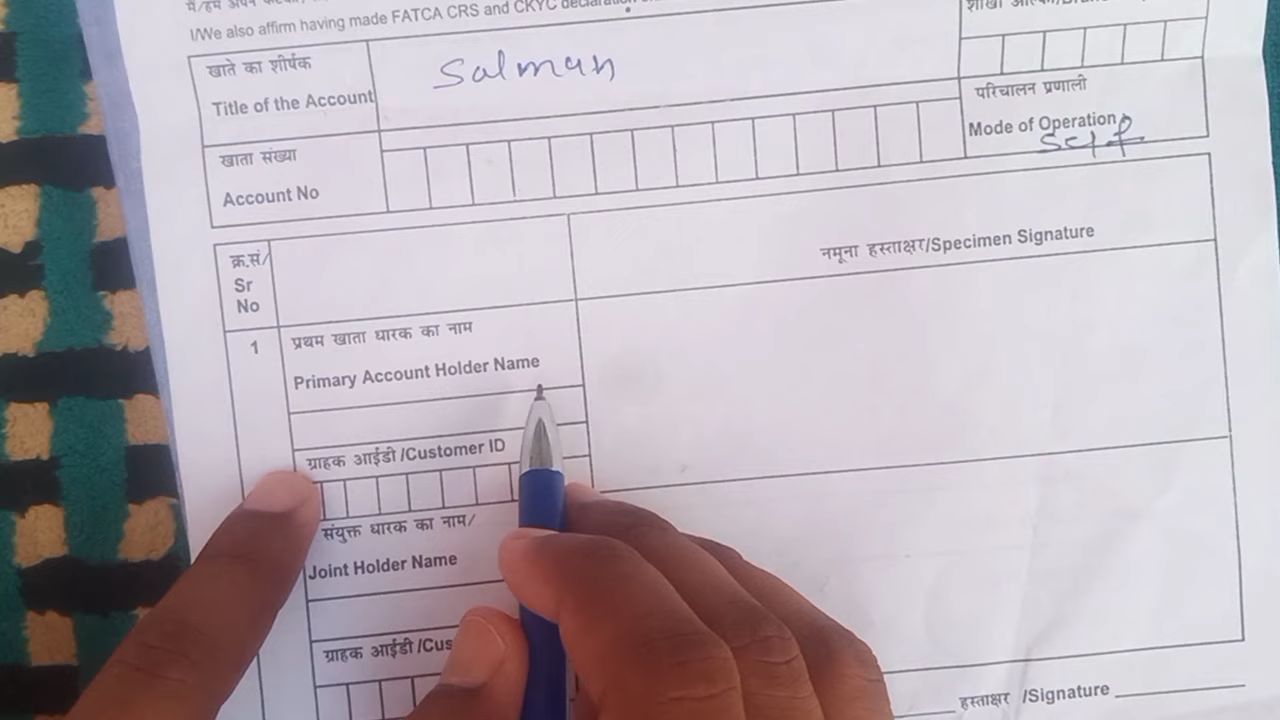 I/We also affirm having made FATCA CRS and CKYC
खाते का शीर्षक
Title of the Account
Salman
परिचालन प्रणाली
Mode of Operation
self
खाता संख्या
Account No
क्र.सं/
Sr
No
नमूना हस्ताक्षर/Specimen Signature
1
प्रथम खाता धारक का नाम
Primary Account Holder Name
ग्राहक आईडी /Customer ID
संयुक्त धारक का नाम/
Joint Holder Name
ग्राहक आईडी /Cus
हस्ताक्षर /Signature